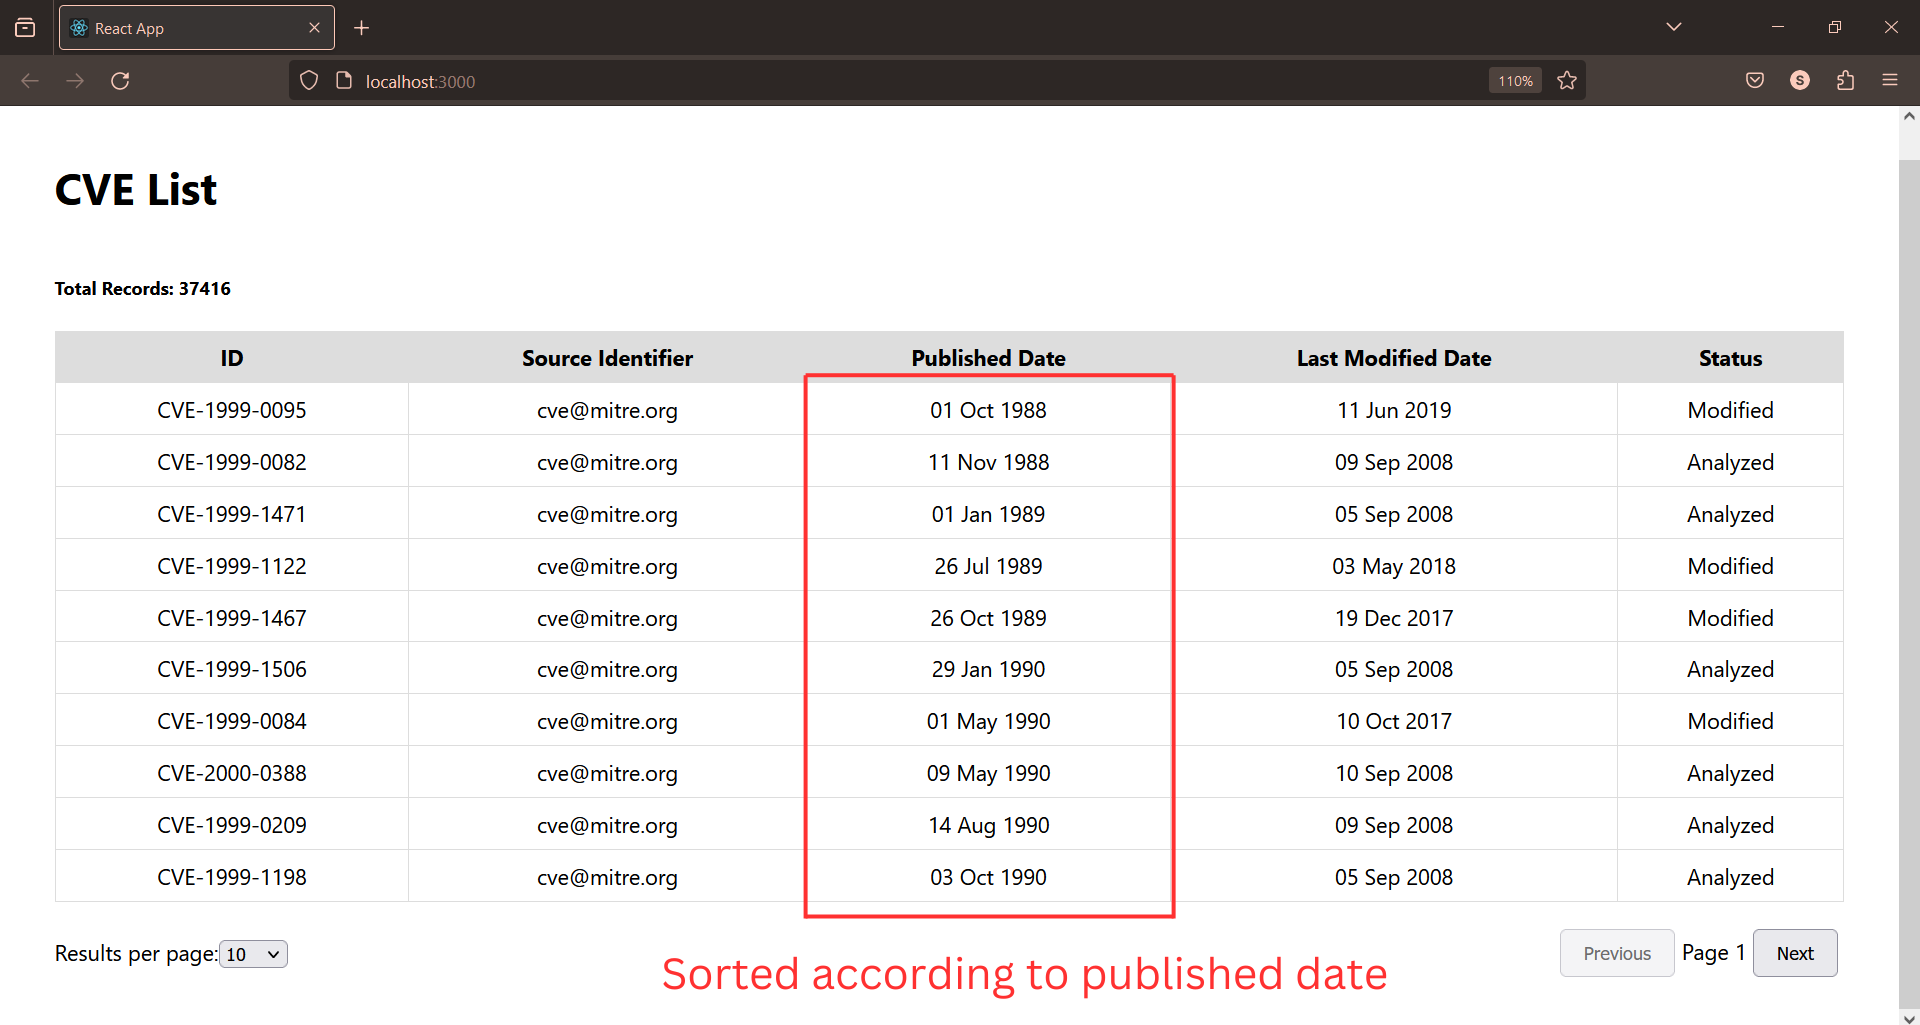 React App
localhost:3000
110%
S
CVE List
Total Records: 37416
ID Source Identifier Published Date Last Modified Date Status
CVE-1999-0095 cve@mitre.org 01 Oct 1988 11 Jun 2019 Modified
CVE-1999-0082 cve@mitre.org 11 Nov 1988 09 Sep 2008 Analyzed
CVE-1999-1471 cve@mitre.org 01 Jan 1989 05 Sep 2008 Analyzed
CVE-1999-1122 cve@mitre.org 26 Jul 1989 03 May 2018 Modified
CVE-1999-1467 cve@mitre.org 26 Oct 1989 19 Dec 2017 Modified
CVE-1999-1506 cve@mitre.org 29 Jan 1990 05 Sep 2008 Analyzed
CVE-1999-0084 cve@mitre.org 01 May 1990 10 Oct 2017 Modified
CVE-2000-0388 cve@mitre.org 09 May 1990 10 Sep 2008 Analyzed
CVE-1999-0209 cve@mitre.org 14 Aug 1990 09 Sep 2008 Analyzed
CVE-1999-1198 cve@mitre.org 03 Oct 1990 05 Sep 2008 Analyzed
Results per page: 10 Previous Page 1 Next
Sorted according to published date